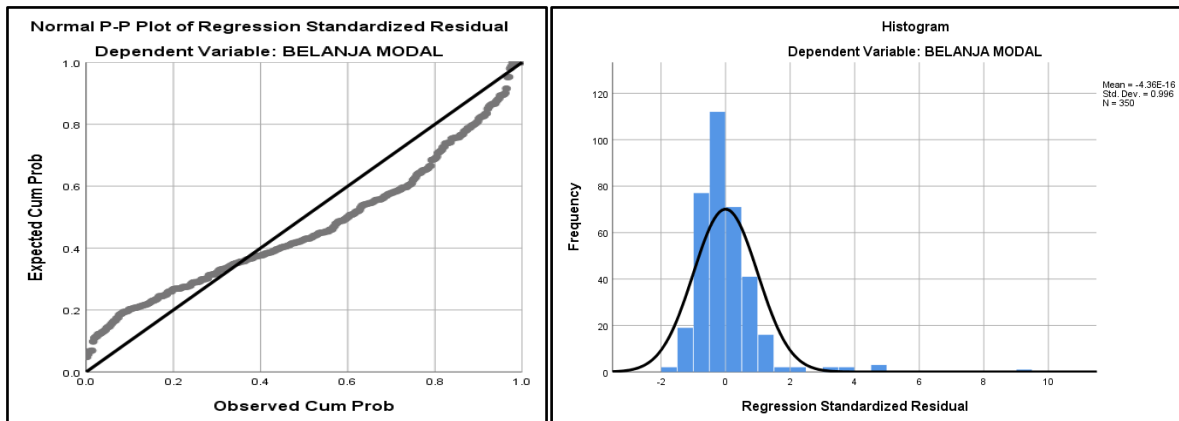 Normal P-P Plot of Regression Standardized Residual
Dependent Variable: BELANJA MODAL
1.0
0.8
0.6
0.4
0.2
0.0
0.0 0.2 0.4 0.6 0.8 1.0
Expected Cum Prob
Observed Cum Prob
Histogram
Dependent Variable: BELANJA MODAL
Mean = -4.36E-16
Std. Dev. = 0.996
N = 350
120
100
80
60
40
20
0
-2 0 2 4 6 8 10
Frequency
Regression Standardized Residual